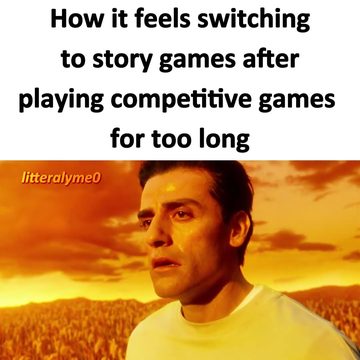 How it feels switching
to story games after
playing competitive games
for too long
litteralyme0